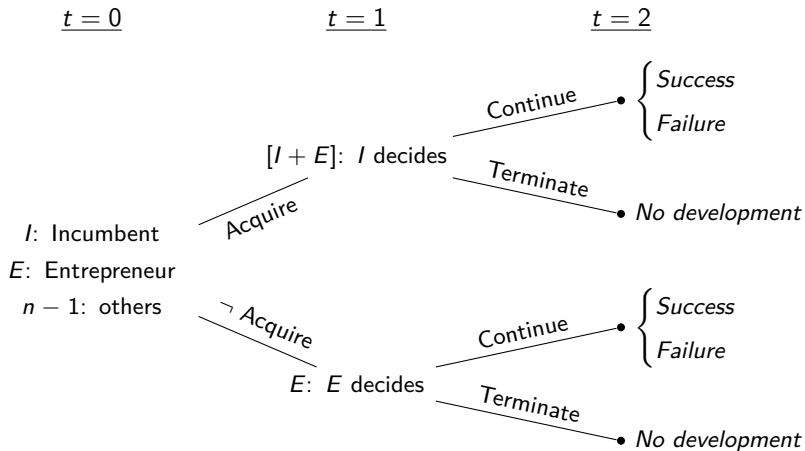 t = 0
t = 1
t = 2
I: Incumbent
E: Entrepreneur
n − 1: others
Acquire
¬ Acquire
[I + E]: I decides
Continue
Success
Failure
Terminate
No development
E: E decides
Continue
Success
Failure
Terminate
No development